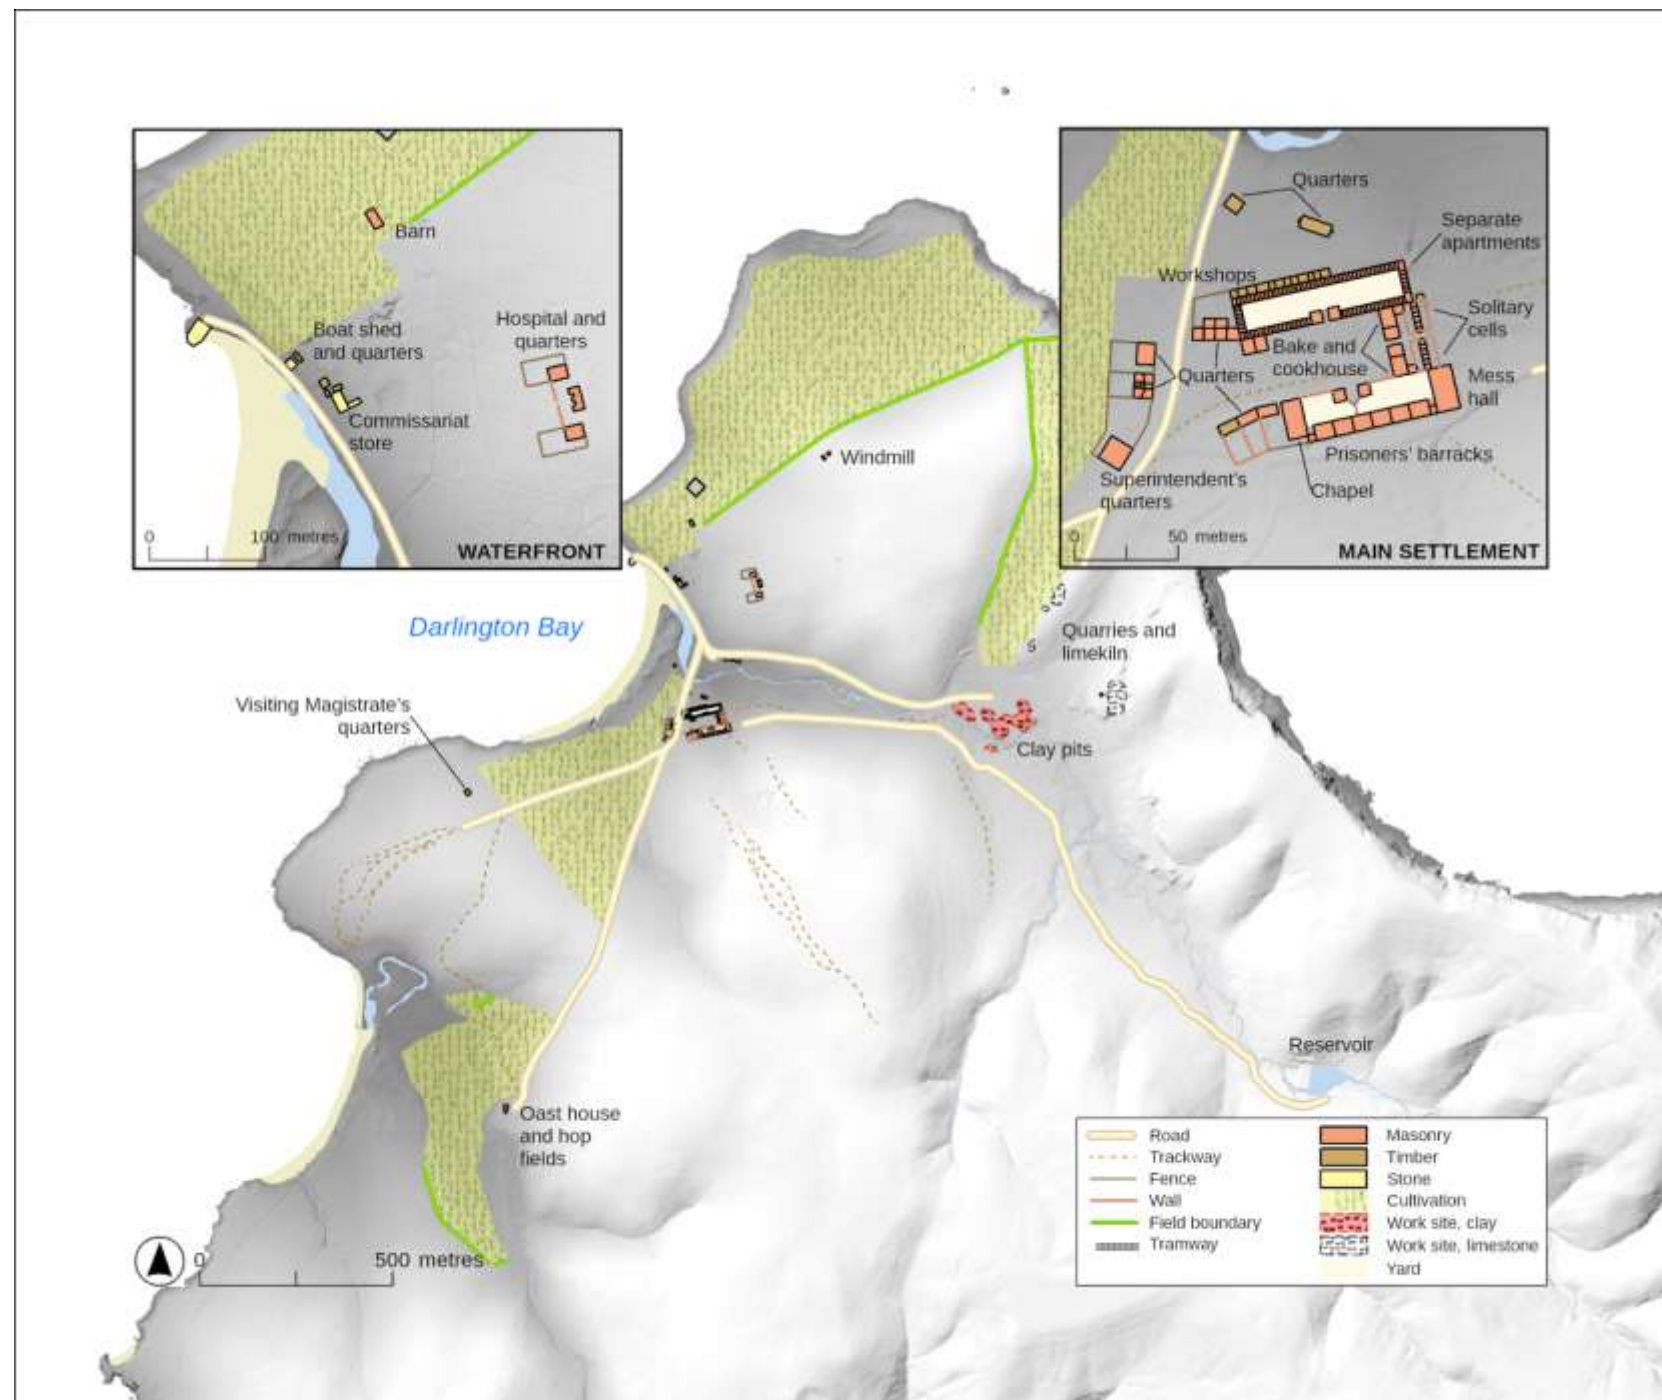 Barn
Boat shed
and quarters
Hospital and
quarters
Commissariat
store
0
100 metres
WATERFRONT
Quarters
Separate
apartments
Workshops
Solitary
cells
Bake and
cookhouse
Quarters
Mess
hall
Prisoners' barracks
Superintendent's
quarters
Chapel
0
50 metres
MAIN SETTLEMENT
Windmill
Darlington Bay
Quarries and
limekiln
Visiting Magistrate's
quarters
Clay pits
Reservoir
Oast house
and hop
fields
0
500 metres
Road
Trackway
Fence
Wall
Field boundary
Tramway
Masonry
Timber
Stone
Cultivation
Work site, clay
Work site, limestone
Yard